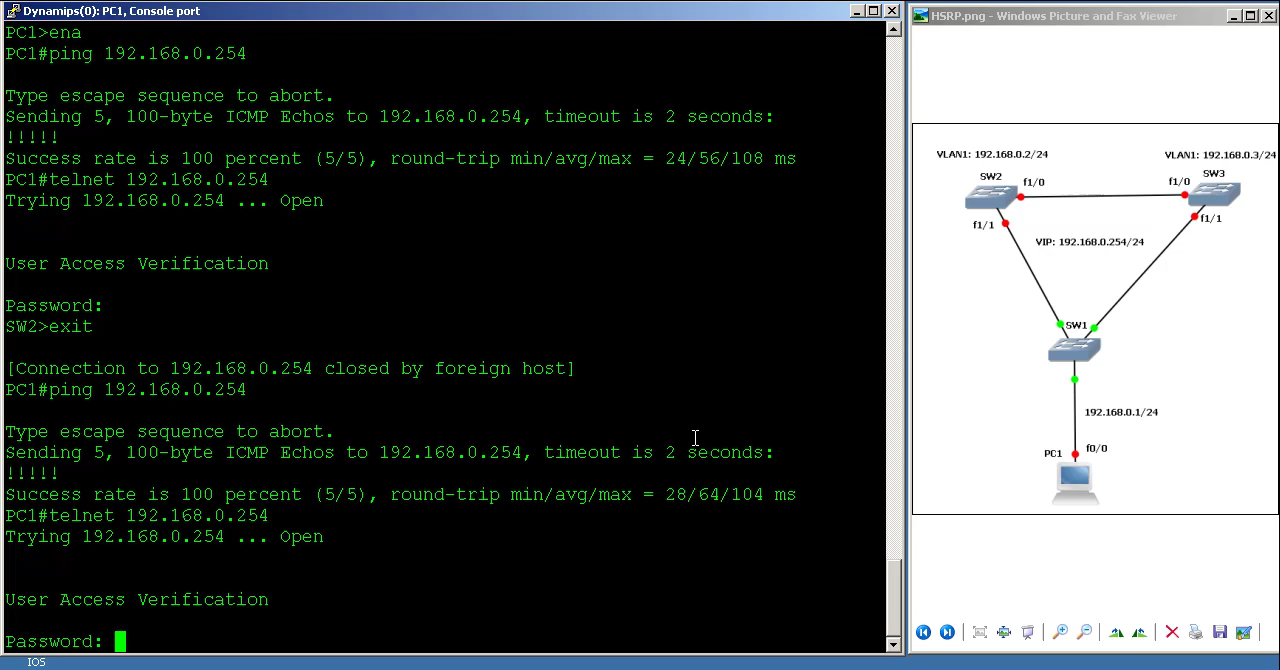 Dynamips(0): PC1, Console port
PC1>ena
PC1#ping 192.168.0.254
Type escape sequence to abort.
Sending 5, 100-byte ICMP Echos to 192.168.0.254, timeout is 2 seconds:
!!!!!
Success rate is 100 percent (5/5), round-trip min/avg/max = 24/56/108 ms
PC1#telnet 192.168.0.254
Trying 192.168.0.254 ... Open
User Access Verification
Password:
SW2>exit
[Connection to 192.168.0.254 closed by foreign host]
PC1#ping 192.168.0.254
Type escape sequence to abort.
Sending 5, 100-byte ICMP Echos to 192.168.0.254, timeout is 2 seconds:
!!!!!
Success rate is 100 percent (5/5), round-trip min/avg/max = 28/64/104 ms
PC1#telnet 192.168.0.254
Trying 192.168.0.254 ... Open
User Access Verification
Password:
IOS
HSRP.png - Windows Picture and Fax Viewer
VLAN1: 192.168.0.2/24
VLAN1: 192.168.0.3/24
SW2
SW3
f1/0
f1/0
f1/1
f1/1
VIP: 192.168.0.254/24
SW1
192.168.0.1/24
PC1
f0/0